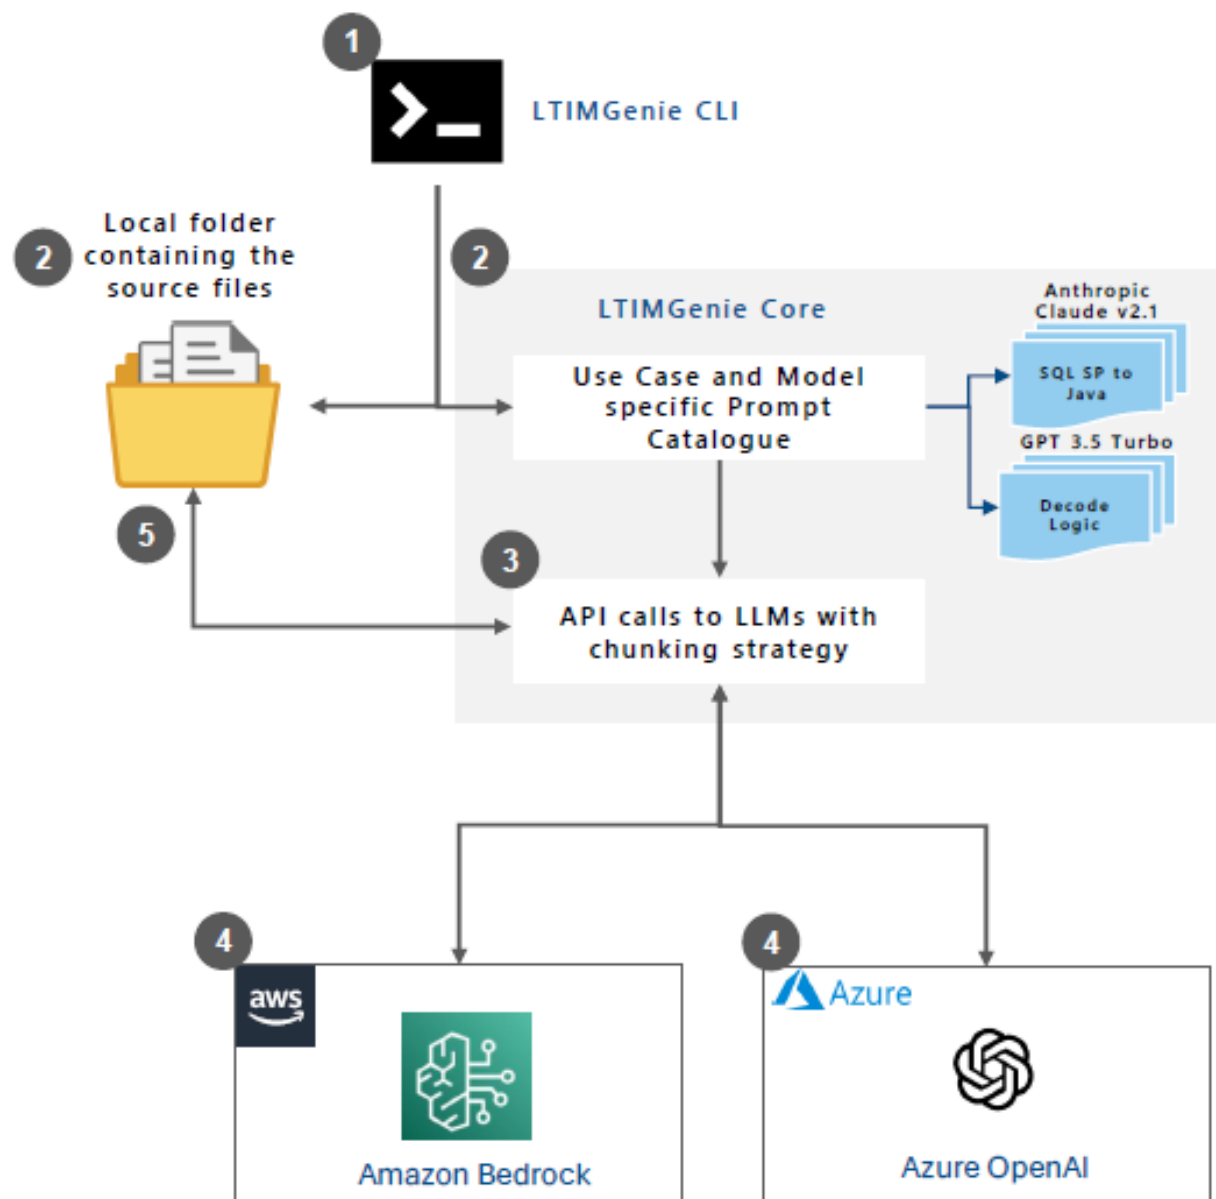 1
LTIMGenie CLI
2
Local folder
containing the
source files
2
LTIMGenie Core
Anthropic
Claude v2.1
SQL SP to
Java
Use Case and Model
specific Prompt
Catalogue
GPT 3.5 Turbo
Decode
Logic
5
3
API calls to LLMs with
chunking strategy
4
aws
Amazon Bedrock
4
Azure
Azure OpenAI